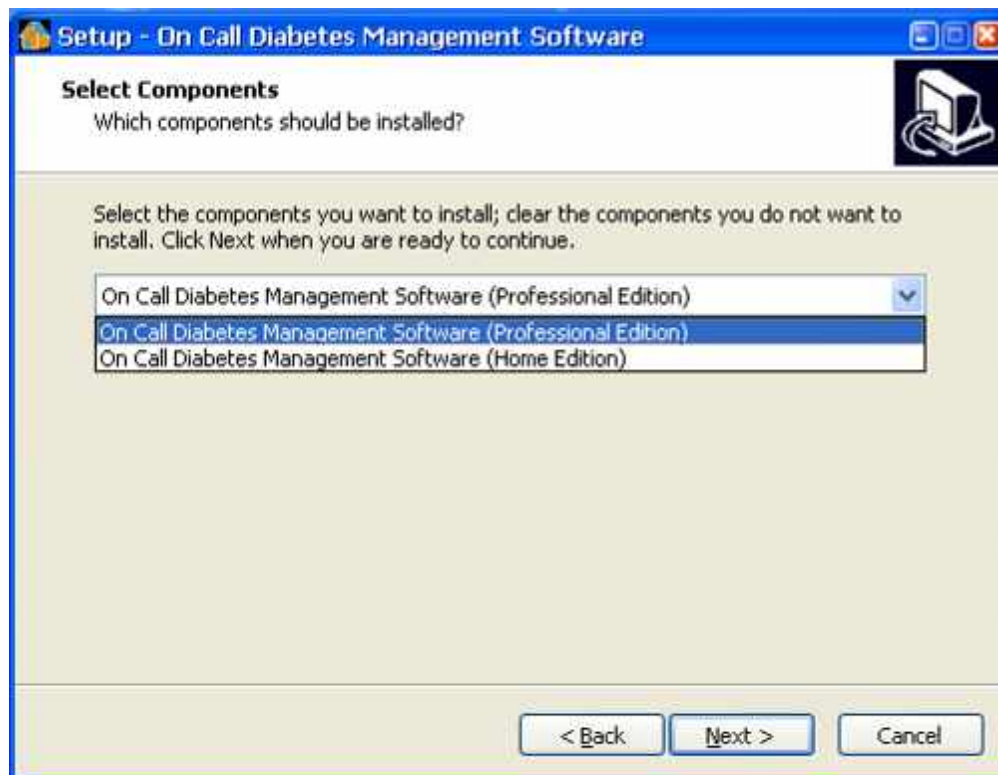 Setup - On Call Diabetes Management Software
Select Components
Which components should be installed?
Select the components you want to install; clear the components you do not want to
install. Click Next when you are ready to continue.
On Call Diabetes Management Software (Professional Edition)
On Call Diabetes Management Software (Professional Edition)
On Call Diabetes Management Software (Home Edition)
< Back
Next >
Cancel